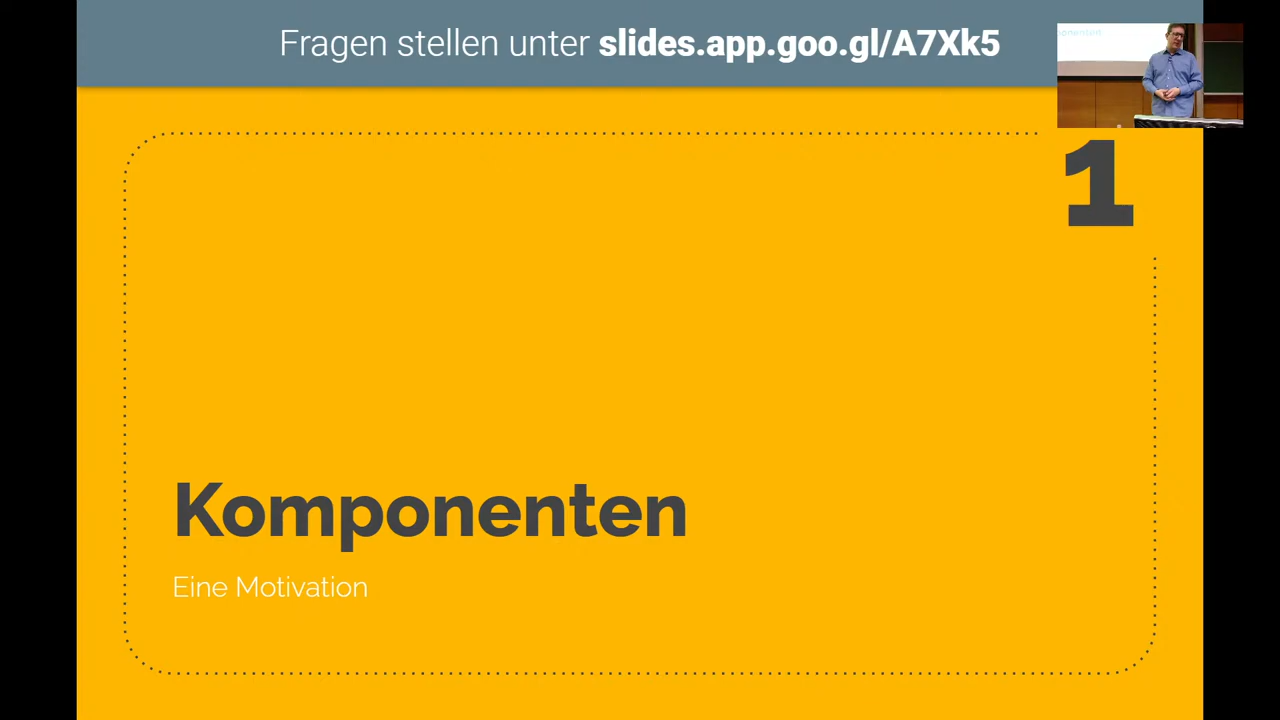 Fragen stellen unter slides.app.goo.gl/A7Xk5
1
Komponenten
Eine Motivation